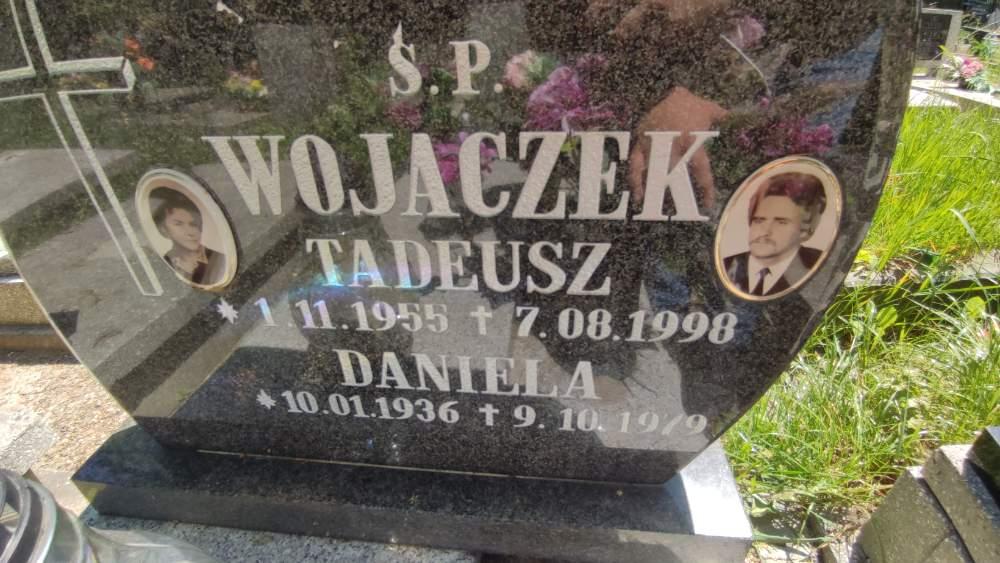 Ś.P.
WOJACZEK
TADEUSZ
* 1.11.1955 † 7.08.1998
DANIELA
* 10.01.1936 † 9.10.1979